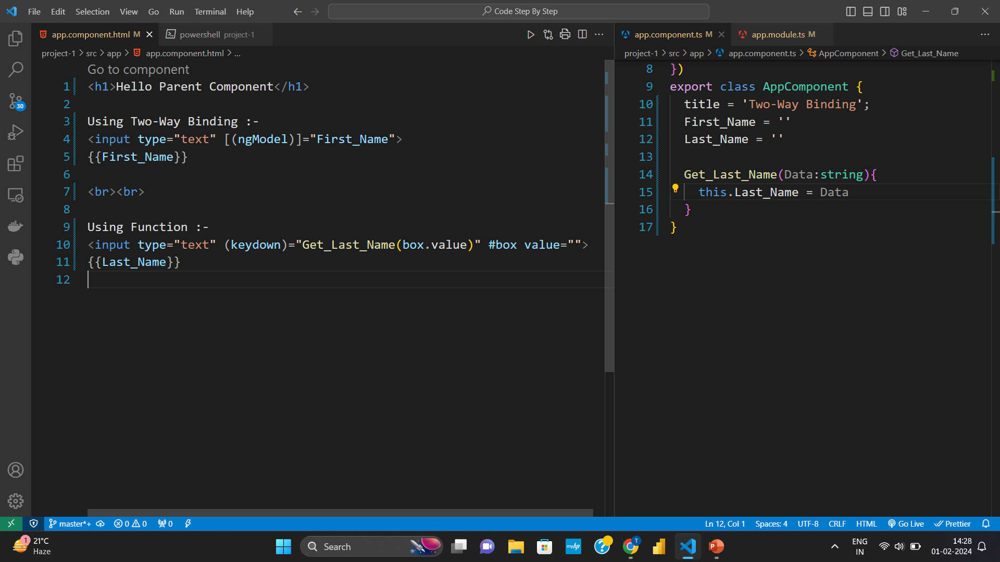 File Edit Selection View Go Run Terminal Help
Code Step By Step
app.component.html M
powershell project-1
app.component.ts M
app.module.ts M
project-1 > src > app > app.component.html > ...
project-1 > src > app > app.component.ts > AppComponent > Get_Last_Name
Go to component
1 <h1>Hello Parent Component</h1>
2
3 Using Two-Way Binding :-
4 <input type="text" [(ngModel)]="First_Name">
5 {{First_Name}}
6
7 <br><br>
8
9 Using Function :-
10 <input type="text" (keydown)="Get_Last_Name(box.value)" #box value="">
11 {{Last_Name}}
12
8 })
9 export class AppComponent {
10 title = 'Two-Way Binding';
11 First_Name = ''
12 Last_Name = ''
13
14 Get_Last_Name(Data:string){
15 this.Last_Name = Data
16 }
17 }
30
master*+ 0 0 0
Ln 12, Col 1 Spaces: 4 UTF-8 CRLF HTML Go Live Prettier
1
21°C
Haze
Search
myhp
T
P
ENG
IN
14:28
01-02-2024